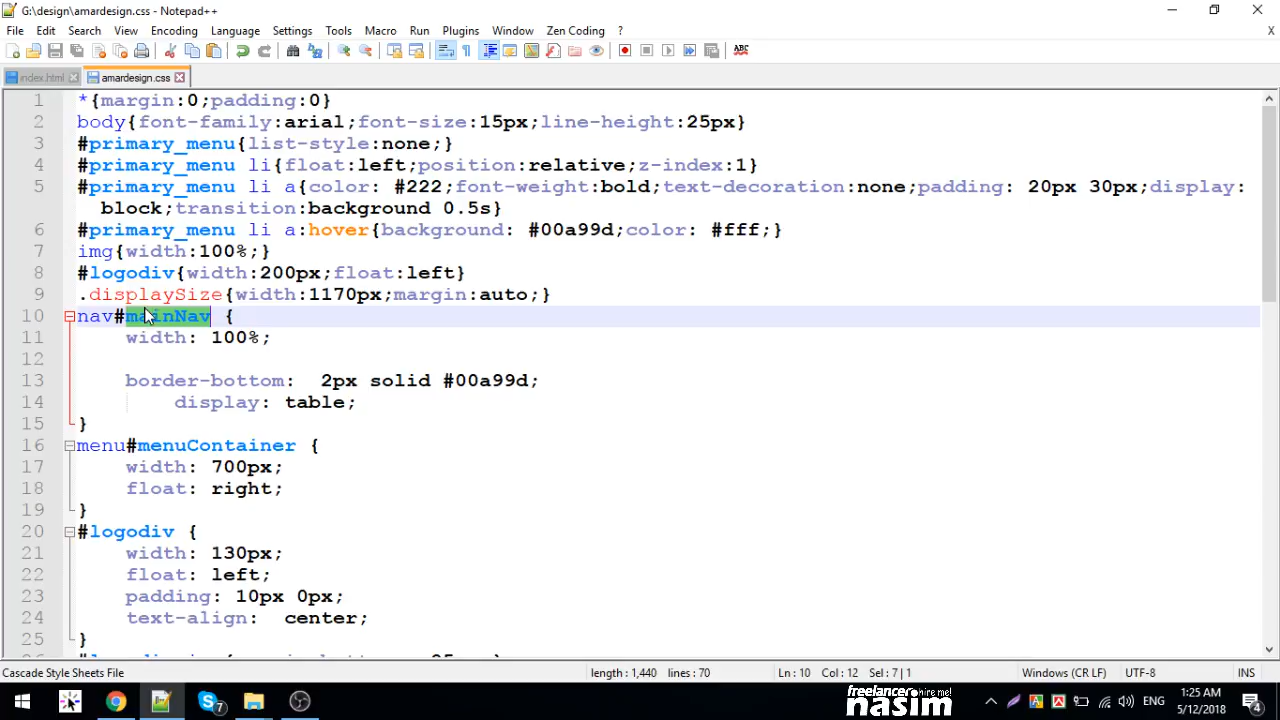 G:\design\amardesign.css - Notepad++
File Edit Search View Encoding Language Settings Tools Macro Run Plugins Window Zen Coding ? X
index.html amardesign.css
1 *{margin:0;padding:0}
2 body{font-family:arial;font-size:15px;line-height:25px}
3 #primary_menu{list-style:none;}
4 #primary_menu li{float:left;position:relative;z-index:1}
5 #primary_menu li a{color: #222;font-weight:bold;text-decoration:none;padding: 20px 30px;display:
block;transition:background 0.5s}
6 #primary_menu li a:hover{background: #00a99d;color: #fff;}
7 img{width:100%;}
8 #logodiv{width:200px;float:left}
9 .displaySize{width:1170px;margin:auto;}
10 nav#mainNav {
11 width: 100%;
12
13 border-bottom:  2px solid #00a99d;
14 display: table;
15 }
16 menu#menuContainer {
17 width: 700px;
18 float: right;
19 }
20 #logodiv {
21 width: 130px;
22 float: left;
23 padding: 10px 0px;
24 text-align:  center;
25 }
Cascade Style Sheets File length : 1,440 lines : 70 Ln : 10 Col : 12 Sel : 7 | 1 Windows (CR LF) UTF-8 INS
7 freelancer hire me! nasim ENG 1:25 AM 5/12/2018 4